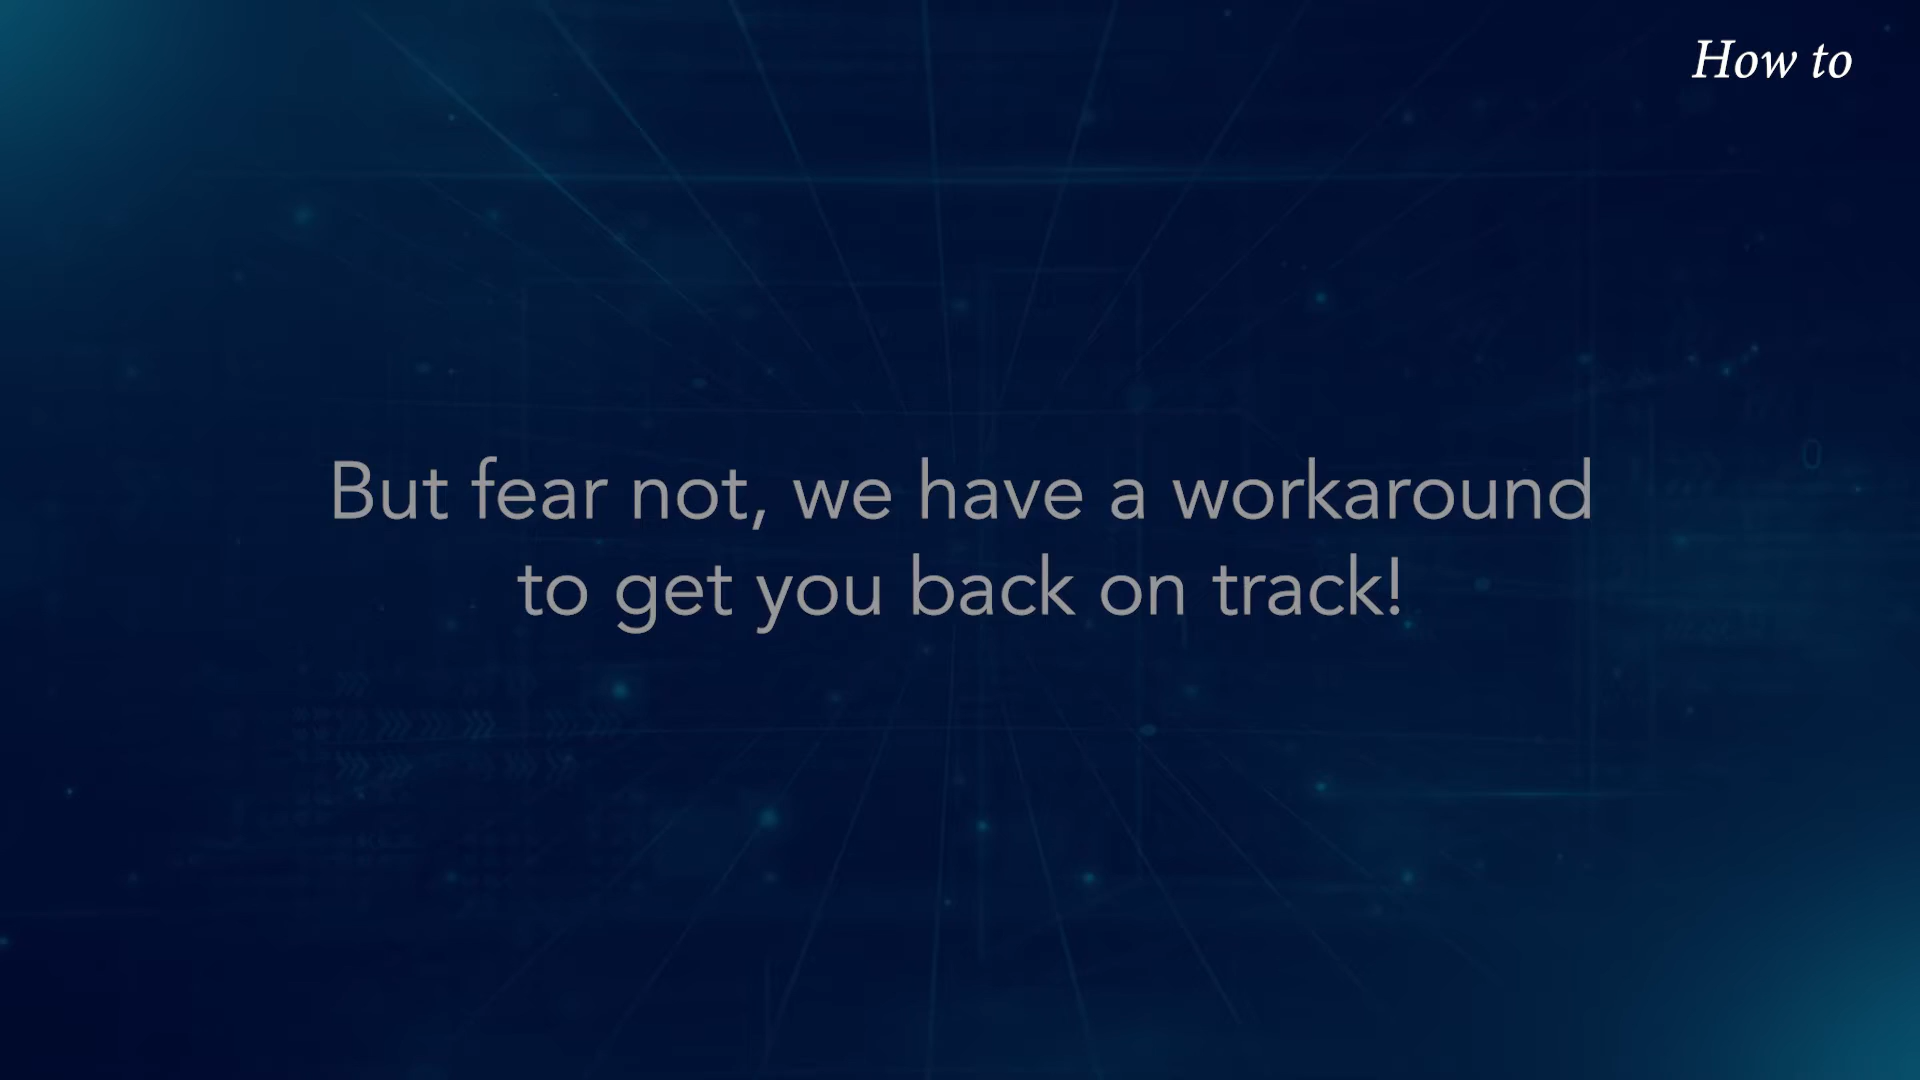 How to
But fear not, we have a workaround
to get you back on track!